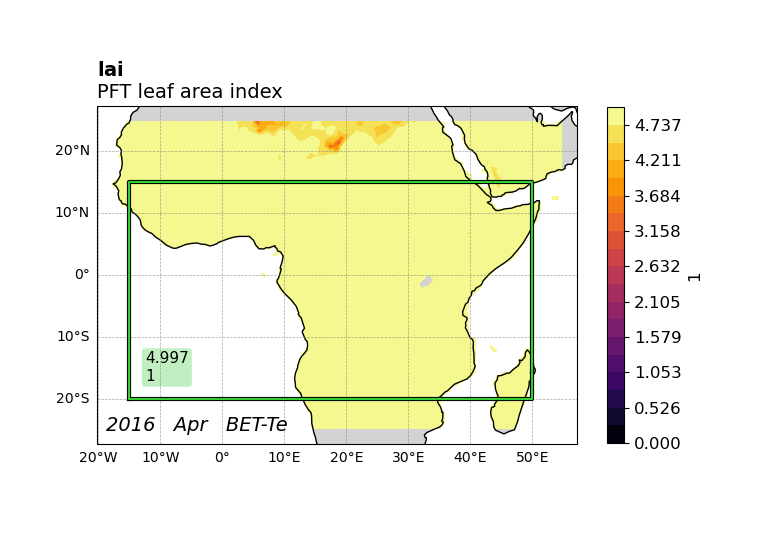 lai
PFT leaf area index
20°N
10°N
0°
10°S
20°S
20°W
10°W
0°
10°E
20°E
30°E
40°E
50°E
4.997
1
2016 Apr BET-Te
4.737
4.211
3.684
3.158
2.632
2.105
1.579
1.053
0.526
0.000
1